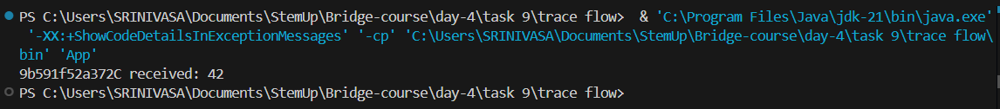 PS C:\Users\SRINIVASA\Documents\StemUp\Bridge-course\day-4\task 9\trace flow>  & 'C:\Program Files\Java\jdk-21\bin\java.exe'
 '-XX:+ShowCodeDetailsInExceptionMessages' '-cp' 'C:\Users\SRINIVASA\Documents\StemUp\Bridge-course\day-4\task 9\trace flow\
bin' 'App'
9b591f52a372C received: 42
PS C:\Users\SRINIVASA\Documents\StemUp\Bridge-course\day-4\task 9\trace flow>